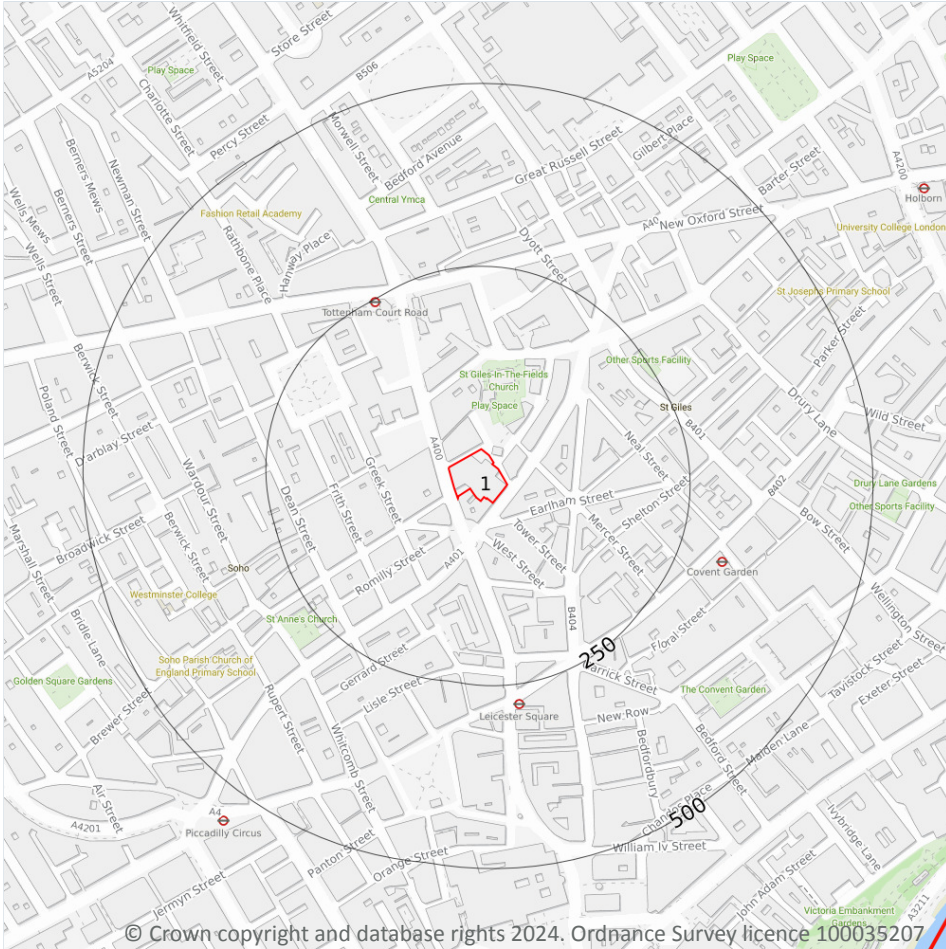 Whitfield Street
Store Street
A5204
Play Space
B506
Play Space
Charlotte Street
Percy Street
Morwell Street
Bedford Avenue
Great Russell Street
Gilbert Place
Barter Street
A4200
Holborn
Berners Mews
Newman Street
Berners Street
Wells Mews
Wells Street
Central Ymca
Fashion Retail Academy
Rathbone Place
Hanway Place
Dyott Street
A40
New Oxford Street
University College London
Tottenham Court Road
St Josephs Primary School
Parker Street
Berwick Street
Poland Street
St Giles-In-The-Fields
Church
Play Space
Other Sports Facility
St Giles
B401
Drury Lane
Wild Street
D'arblay Street
Wardour Street
A400
Greek Street
Frith Street
Dean Street
1
Neal Street
Shelton Street
Earlham Street
Mercer Street
Tower Street
West Street
B402
Bow Street
Drury Lane Gardens
Other Sports Facility
Broadwick Street
Marshall Street
Berwick Street
Soho
Westminster College
Romilly Street
A401
Covent Garden
Wellington Street
Bridle Lane
St Anne's Church
B404
Floral Street
Soho Parish Church of
England Primary School
Gerrard Street
Lisle Street
250
Garrick Street
Tavistock Street
Exeter Street
Golden Square Gardens
Brewer Street
Rupert Street
Whitcomb Street
Leicester Square
New Row
The Convent Garden
Bedfordbury
Bedford Street
Maiden Lane
Air Street
A4201
A4
Piccadilly Circus
Panton Street
Orange Street
Chandos Place
500
William Iv Street
Ivybridge Lane
John Adam Street
Jermyn Street
Victoria Embankment
Gardens
A3211
© Crown copyright and database rights 2024. Ordnance Survey licence 100035207